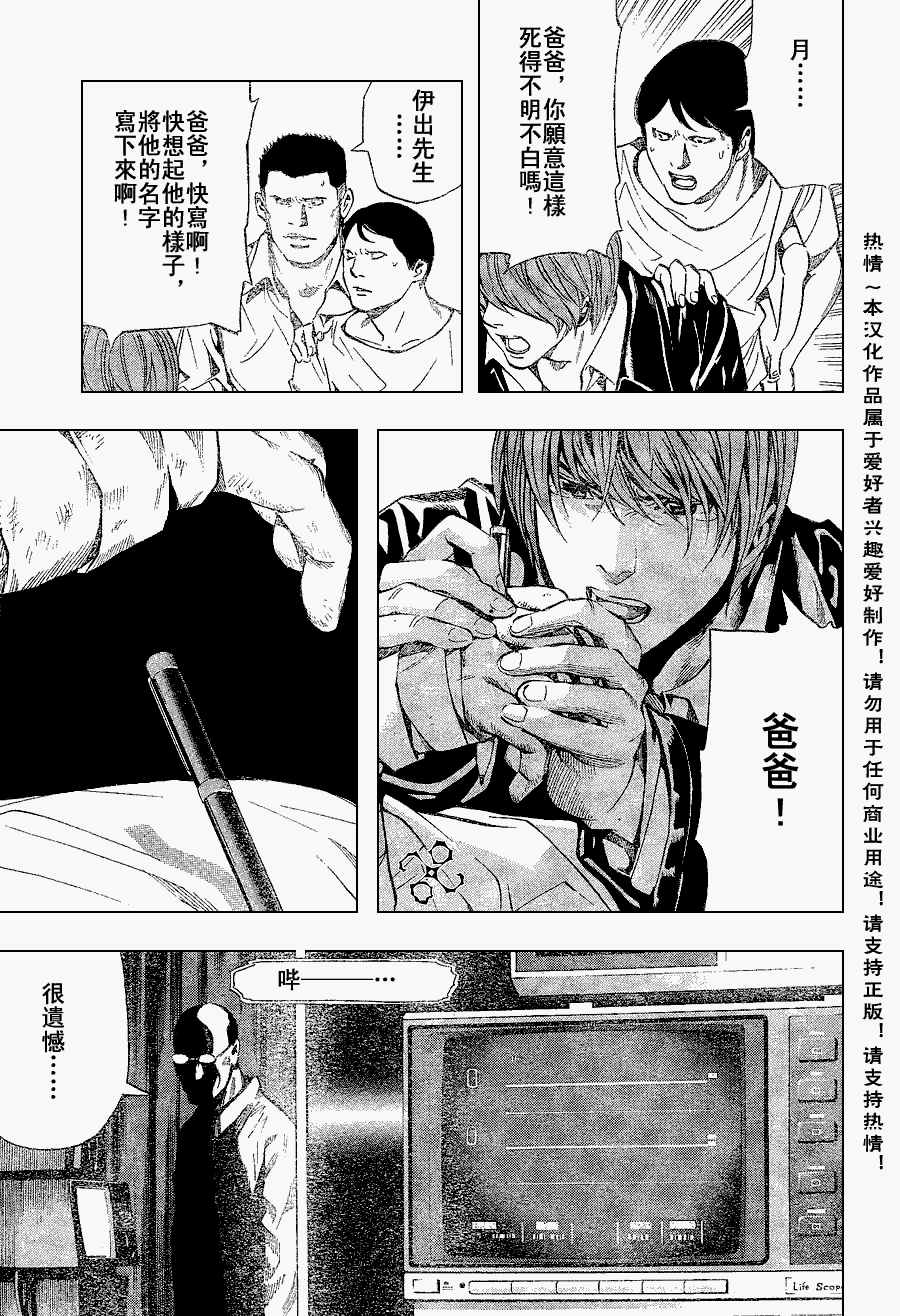 月……
爸爸，你願意這樣
死得不明不白嗎！
伊出先生
……
爸爸，快寫啊！
快想起他的樣子，
將他的名字
寫下來啊！
爸爸！
哔——…
很遺憾……
Life Scop
热情～本汉化作品属于爱好者兴趣爱好制作！请勿用于任何商业用途！请支持正版！请支持热情！